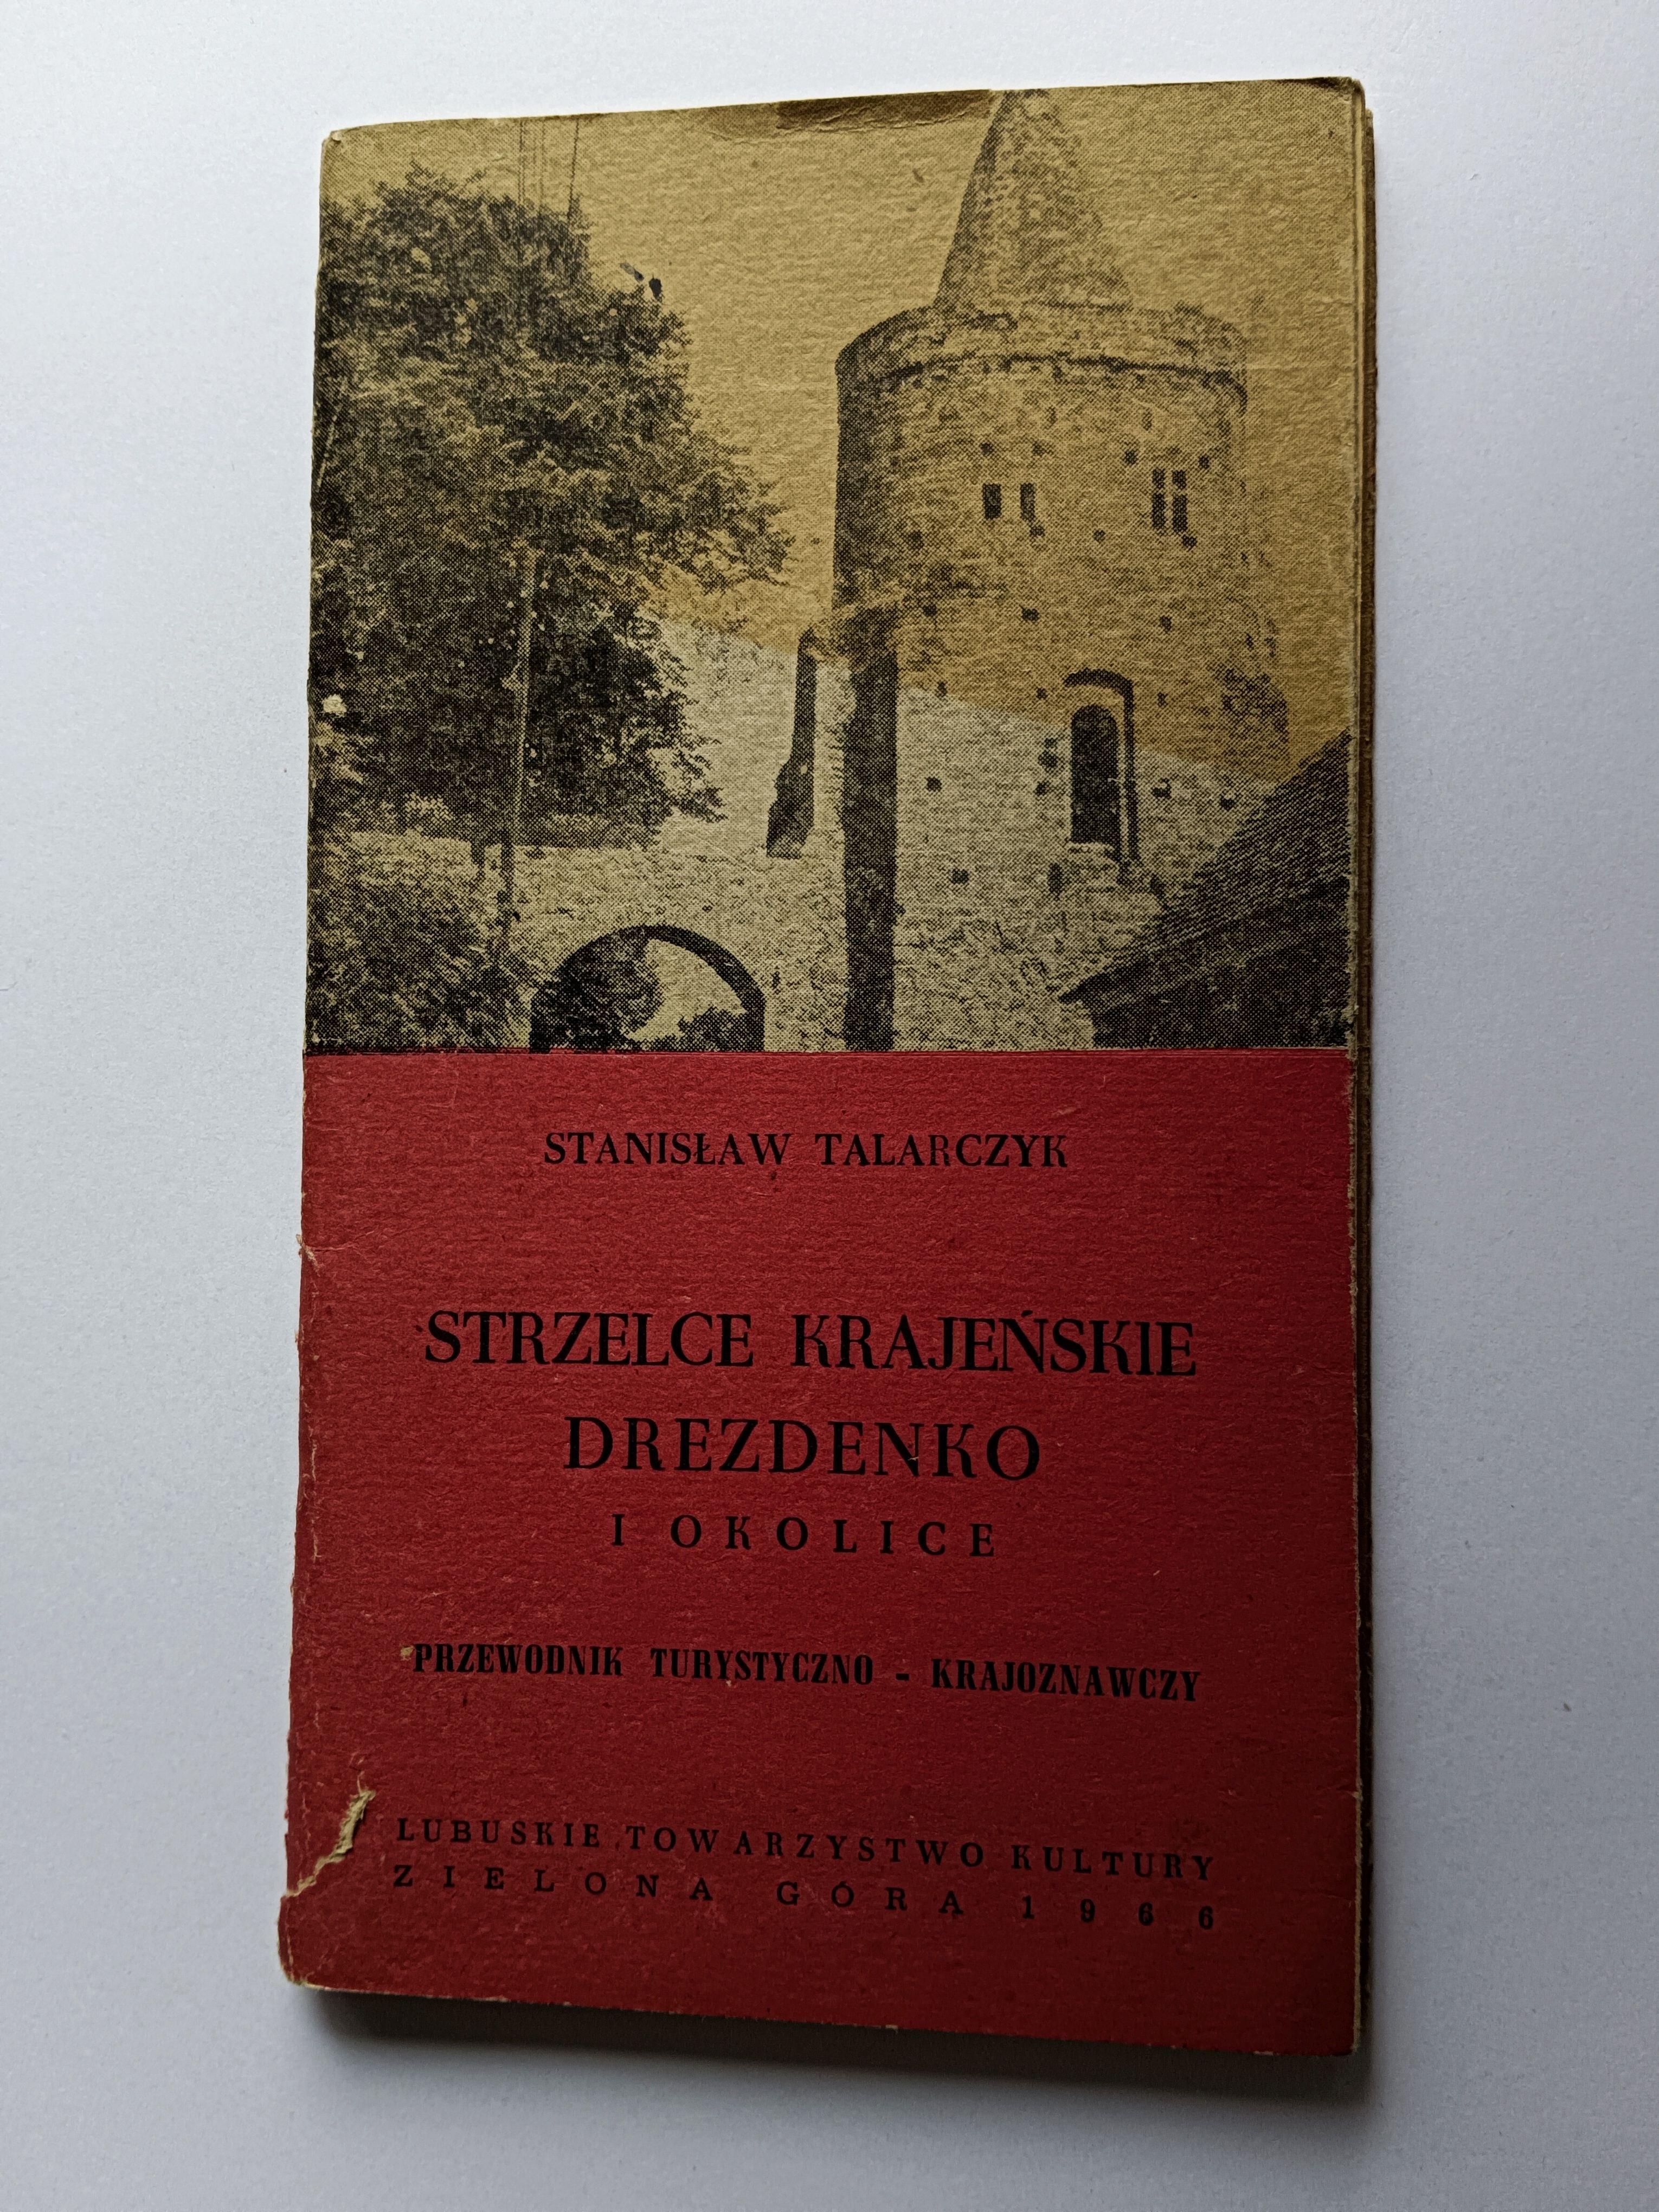 STANISŁAW TALARCZYK
STRZELCE KRAJEŃSKIE
DREZDENKO
I OKOLICE
PRZEWODNIK TURYSTYCZNO - KRAJOZNAWCZY
LUBUSKIE TOWARZYSTWO KULTURY
ZIELONA GÓRA 1966